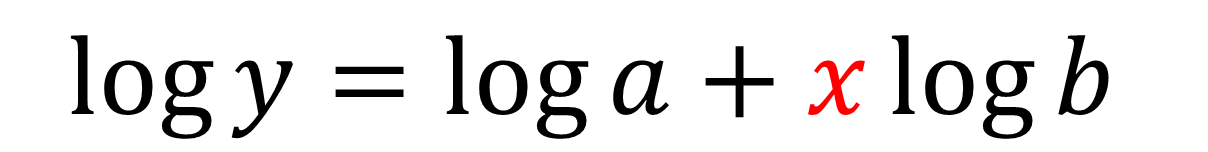 log y = log a + x log b